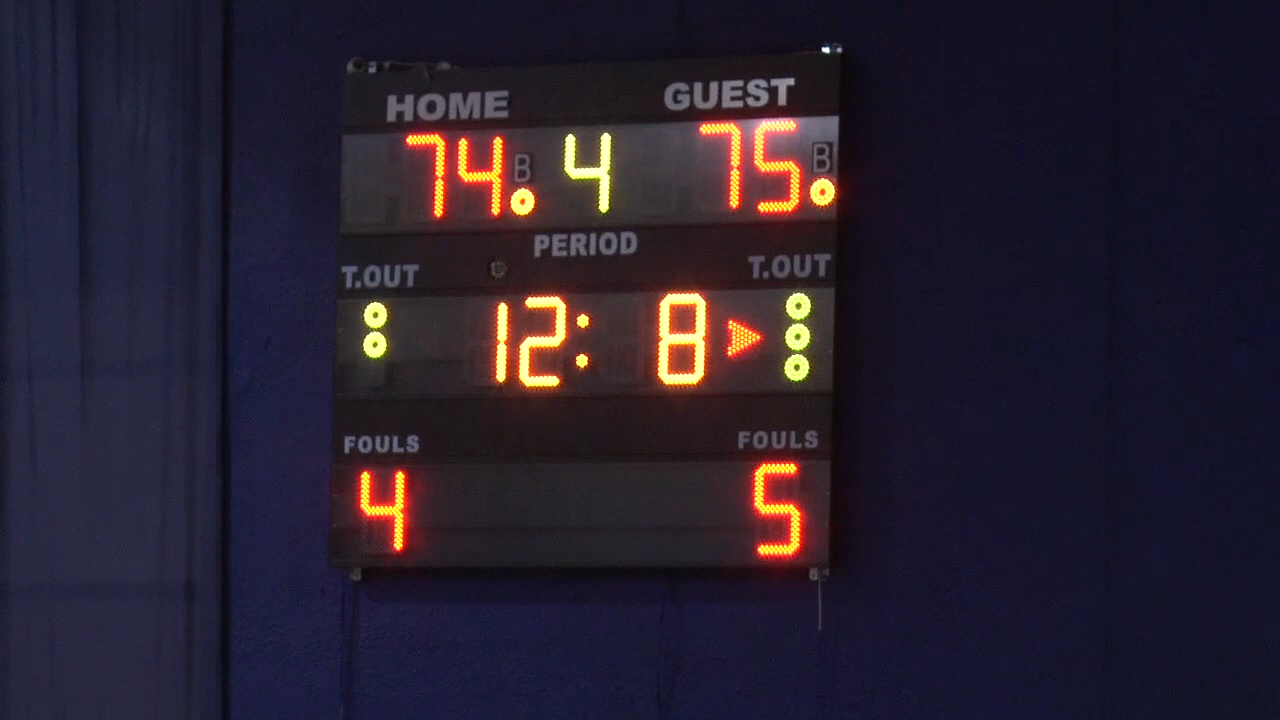 HOME GUEST
74 B 4 75 B
PERIOD
T.OUT T.OUT
12: 8
FOULS FOULS
4 5